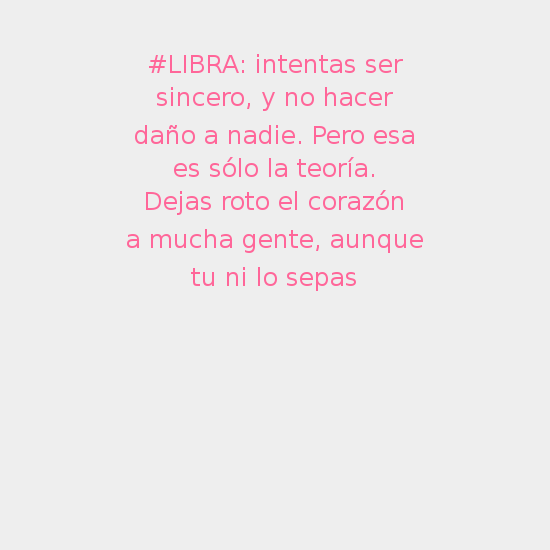 #LIBRA: intentas ser
sincero, y no hacer
daño a nadie. Pero esa
es sólo la teoría.
Dejas roto el corazón
a mucha gente, aunque
tu ni lo sepas